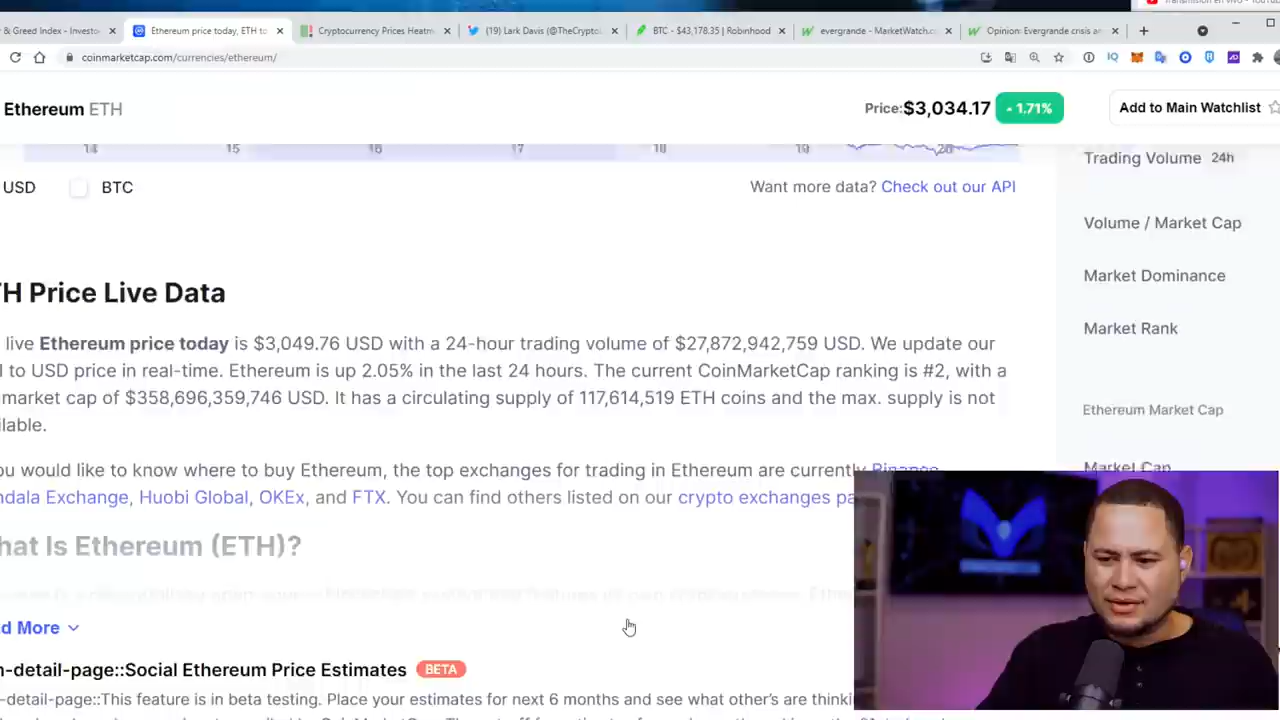 & Greed Index - Investo
Ethereum price today, ETH to
Cryptocurrency Prices Heatm
(19) Lark Davis (@TheCrypto
BTC - $43,178.35 | Robinhood
evergrande - MarketWatch.c
Opinion: Evergrande crisis a
coinmarketcap.com/currencies/ethereum/
Ethereum ETH
Price: $3,034.17
1.71%
Add to Main Watchlist
14 15 16 17 18 19 20
Trading Volume 24h
USD
BTC
Want more data? Check out our API
Volume / Market Cap
Market Dominance
H Price Live Data
Market Rank
live Ethereum price today is $3,049.76 USD with a 24-hour trading volume of $27,872,942,759 USD. We update our
to USD price in real-time. Ethereum is up 2.05% in the last 24 hours. The current CoinMarketCap ranking is #2, with a
market cap of $358,696,359,746 USD. It has a circulating supply of 117,614,519 ETH coins and the max. supply is not
ilable.
Ethereum Market Cap
ou would like to know where to buy Ethereum, the top exchanges for trading in Ethereum are currently Binance
Market Cap
ndala Exchange, Huobi Global, OKEx, and FTX. You can find others listed on our crypto exchanges pa
hat Is Ethereum (ETH)?
d More
n-detail-page::Social Ethereum Price Estimates
BETA
-detail-page::This feature is in beta testing. Place your estimates for next 6 months and see what other's are thinki